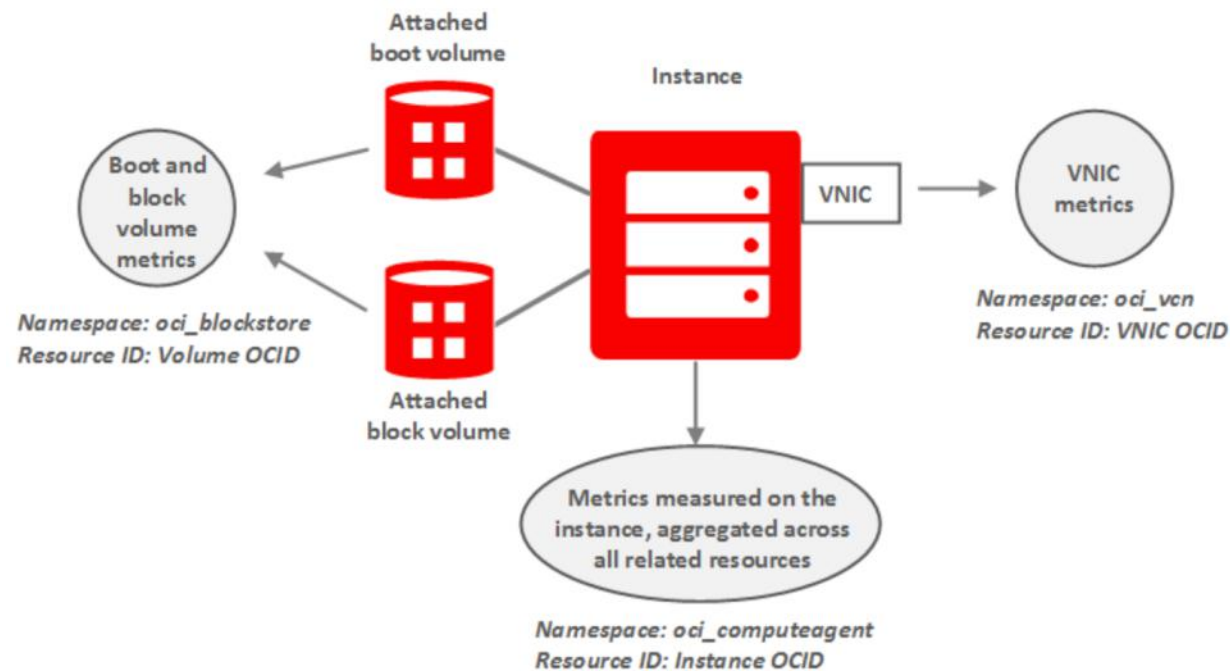 Attached
boot volume
Instance
Boot and
block
volume
metrics
VNIC
VNIC
metrics
Namespace: oci_blockstore
Resource ID: Volume OCID
Namespace: oci_vcn
Resource ID: VNIC OCID
Attached
block volume
Metrics measured on the
instance, aggregated across
all related resources
Namespace: oci_computeagent
Resource ID: Instance OCID